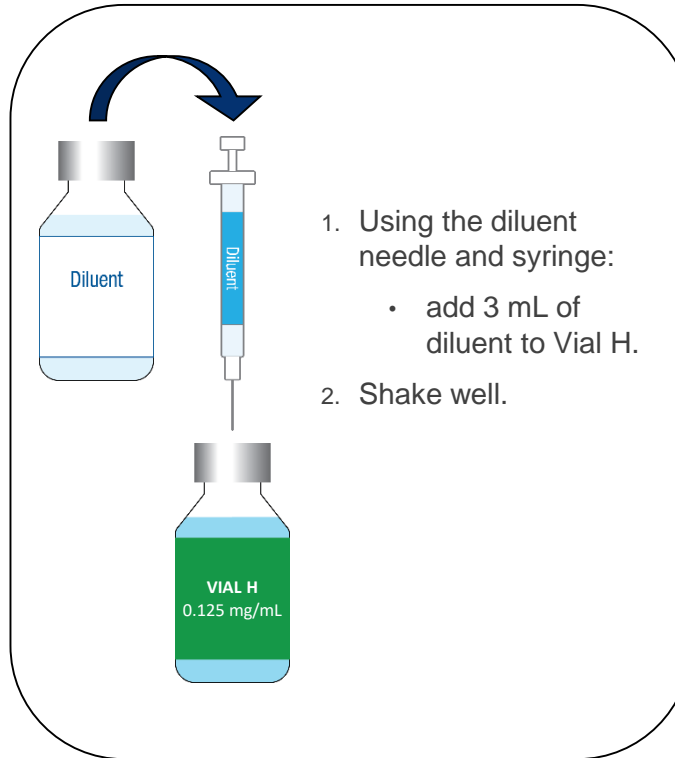 Diluent
Diluent
1. Using the diluent
needle and syringe:
• add 3 mL of
diluent to Vial H.
2. Shake well.
VIAL H
0.125 mg/mL